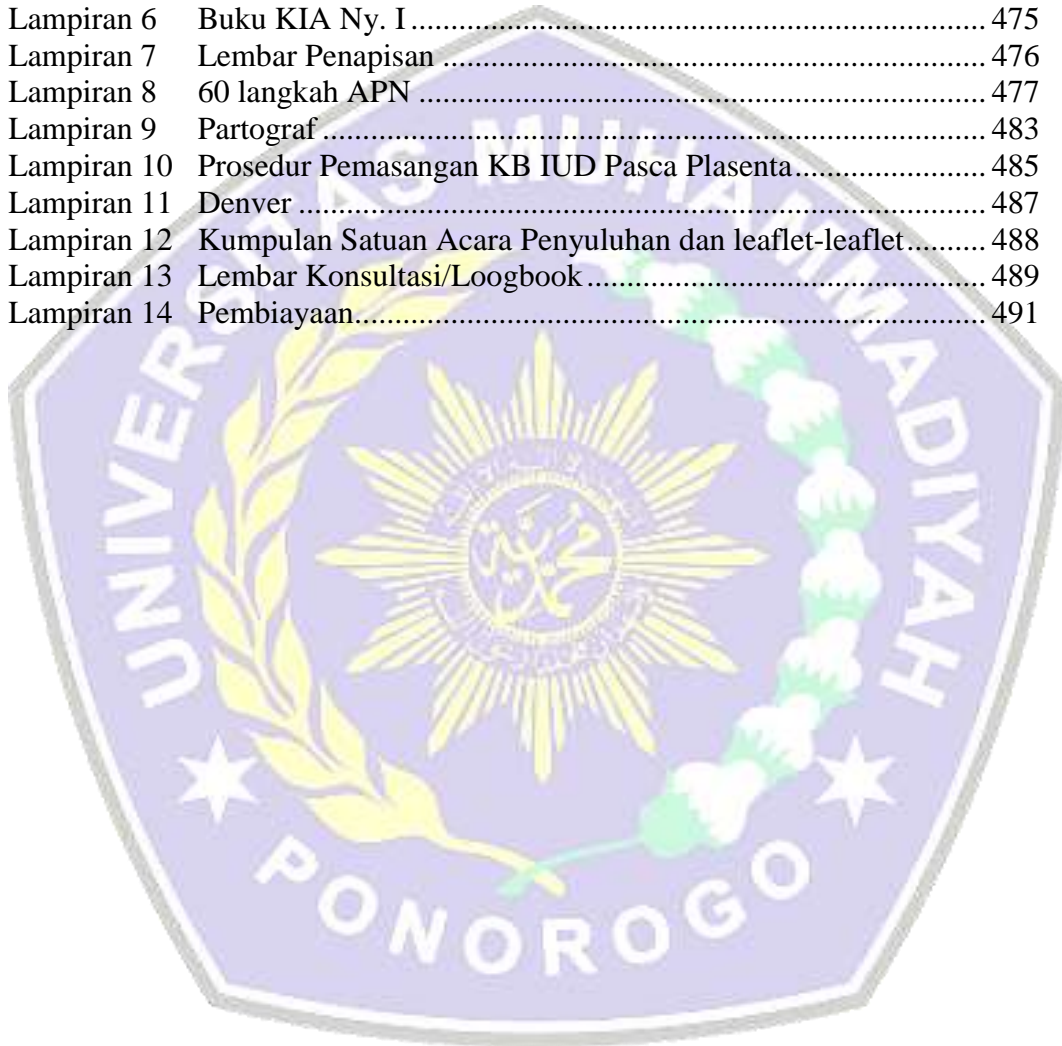 Lampiran 6 Buku KIA Ny. I ........................................................................... 475
Lampiran 7 Lembar Penapisan ....................................................................... 476
Lampiran 8 60 langkah APN .......................................................................... 477
Lampiran 9 Partograf ....................................................................................... 483
Lampiran 10 Prosedur Pemasangan KB IUD Pasca Plasenta......................... 485
Lampiran 11 Denver .......................................................................................... 487
Lampiran 12 Kumpulan Satuan Acara Penyuluhan dan leaflet-leaflet.......... 488
Lampiran 13 Lembar Konsultasi/Loogbook .................................................... 489
Lampiran 14 Pembiayaan.................................................................................. 491
UNIVERSITAS MUHAMMADIYAH
PONOROGO